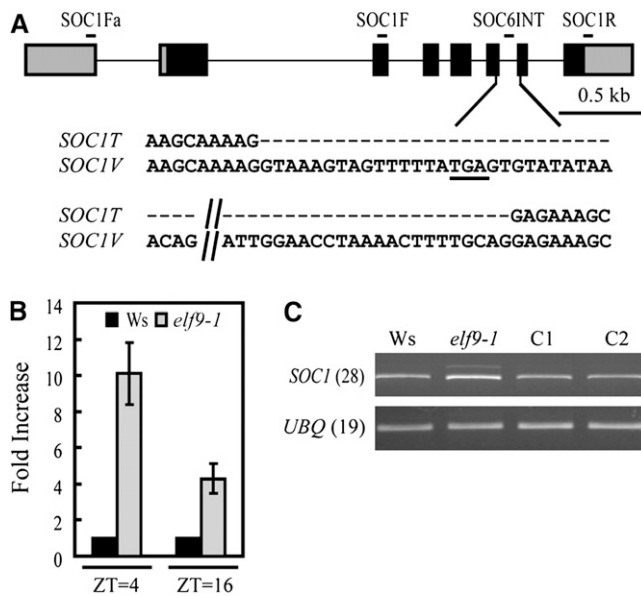 A
SOC1Fa SOC1F SOC6INT SOC1R
0.5 kb
SOC1T AAGCAAAAG------------------------------
SOC1V AAGCAAAAGGTAAAGTAGTTTTTATGAGTGTATATAA
SOC1T ---- // ---------------------GAGAAAGC
SOC1V ACAG // ATTGGAACCTAAAACTTTTGCAGGAGAAAGC
B
Ws elf9-1
Fold Increase
14
12
10
8
6
4
2
0
ZT=4 ZT=16
C
Ws elf9-1 C1 C2
SOC1 (28)
UBQ (19)